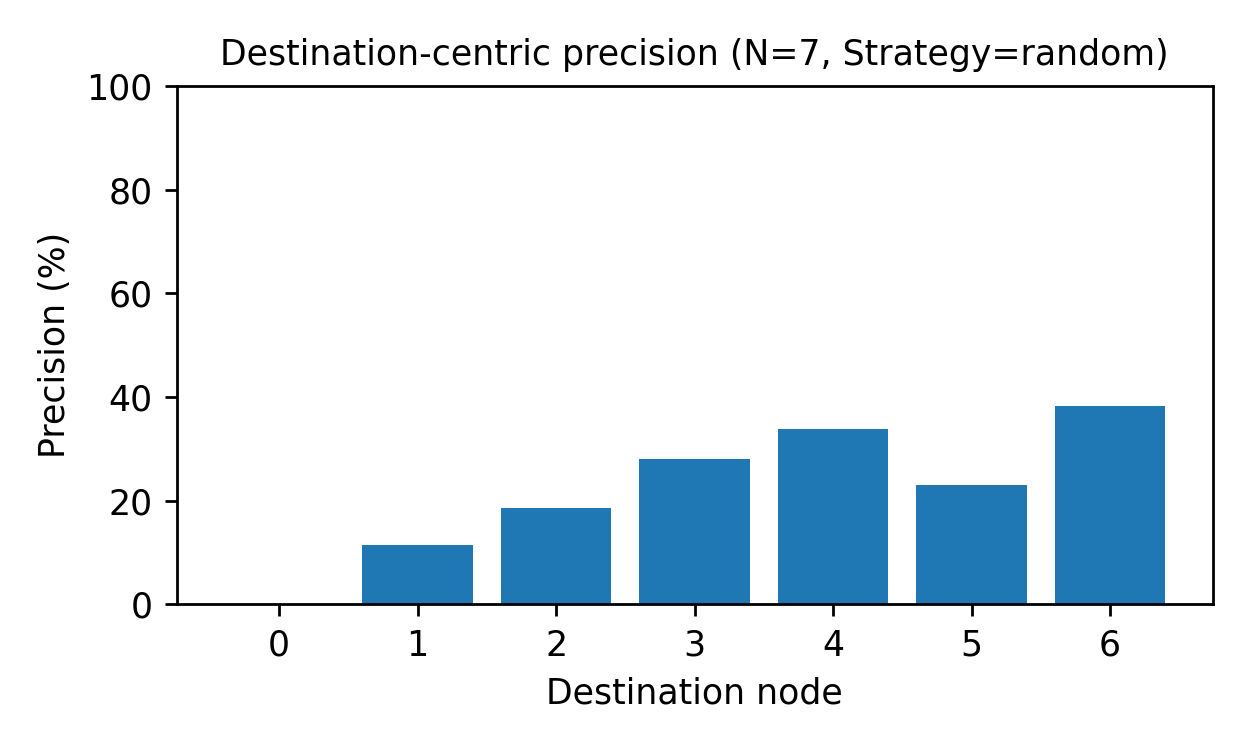 Destination-centric precision (N=7, Strategy=random)
100
80
60
40
20
0
Precision (%)
0 1 2 3 4 5 6
Destination node